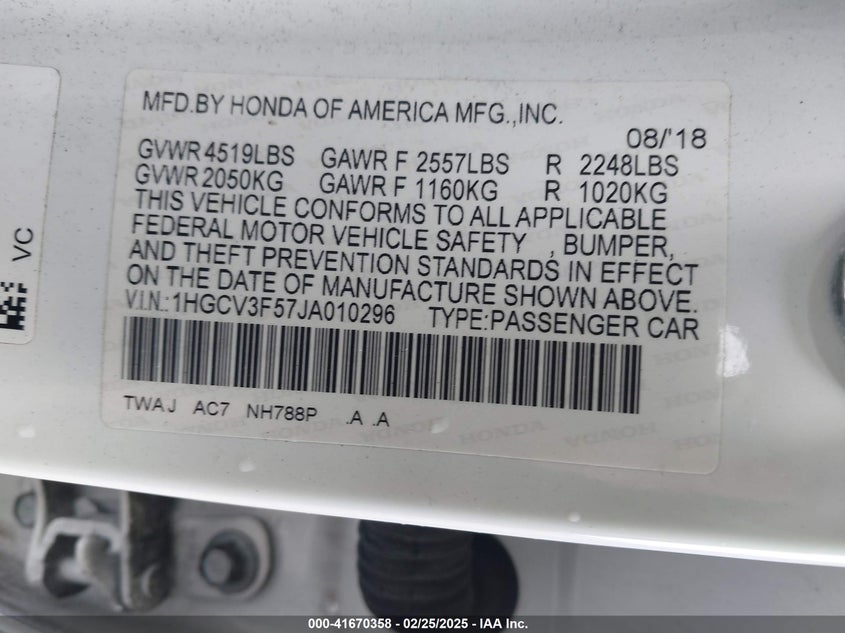 MFD.BY HONDA OF AMERICA MFG.,INC.
08/'18
GVWR 4519LBS GAWR F 2557LBS R 2248LBS
GVWR 2050KG GAWR F 1160KG R 1020KG
THIS VEHICLE CONFORMS TO ALL APPLICABLE
FEDERAL MOTOR VEHICLE SAFETY , BUMPER,
AND THEFT PREVENTION STANDARDS IN EFFECT
ON THE DATE OF MANUFACTURE SHOWN ABOVE.
V.I.N.:1HGCV3F57JA010296 TYPE:PASSENGER CAR
TWAJ AC7 NH788P .A .A
VC
HONDA HONDA HONDA
000-41670358 - 02/25/2025 - IAA Inc.